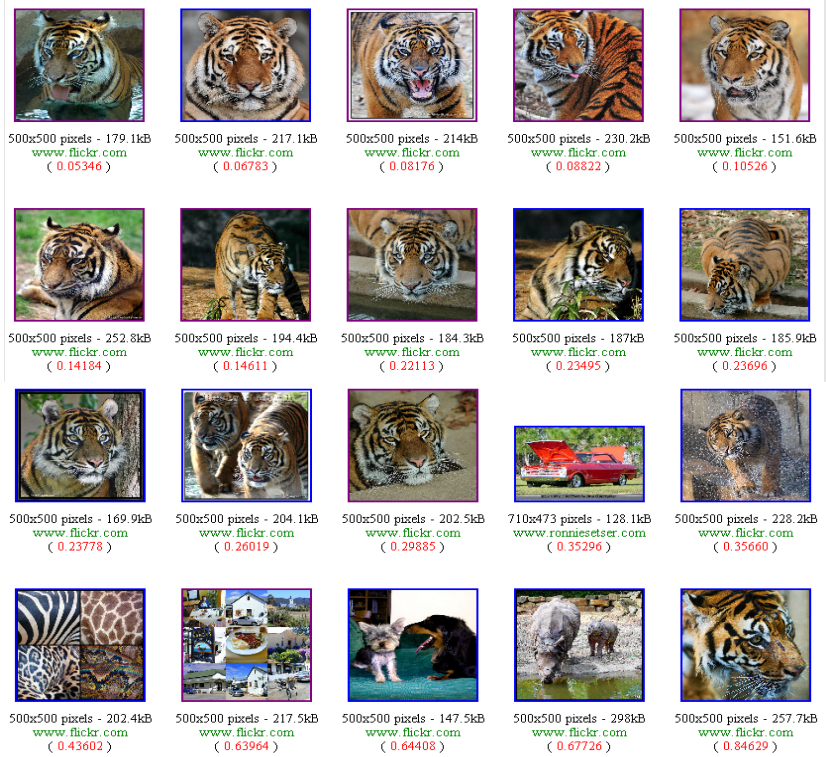 500x500 pixels - 179.1kB
www.flickr.com
( 0.05346 )
500x500 pixels - 217.1kB
www.flickr.com
( 0.06783 )
500x500 pixels - 214kB
www.flickr.com
( 0.08176 )
500x500 pixels - 230.2kB
www.flickr.com
( 0.08822 )
500x500 pixels - 151.6kB
www.flickr.com
( 0.10526 )
500x500 pixels - 252.8kB
www.flickr.com
( 0.14184 )
500x500 pixels - 194.4kB
www.flickr.com
( 0.14611 )
500x500 pixels - 184.3kB
www.flickr.com
( 0.22113 )
500x500 pixels - 187kB
www.flickr.com
( 0.23495 )
500x500 pixels - 185.9kB
www.flickr.com
( 0.23696 )
500x500 pixels - 169.9kB
www.flickr.com
( 0.23778 )
500x500 pixels - 204.1kB
www.flickr.com
( 0.26019 )
500x500 pixels - 202.5kB
www.flickr.com
( 0.29885 )
710x473 pixels - 128.1kB
www.ronniesetser.com
( 0.35296 )
500x500 pixels - 228.2kB
www.flickr.com
( 0.35660 )
500x500 pixels - 202.4kB
www.flickr.com
( 0.43602 )
500x500 pixels - 217.5kB
www.flickr.com
( 0.63964 )
500x500 pixels - 147.5kB
www.flickr.com
( 0.64408 )
500x500 pixels - 298kB
www.flickr.com
( 0.67726 )
500x500 pixels - 257.7kB
www.flickr.com
( 0.84629 )